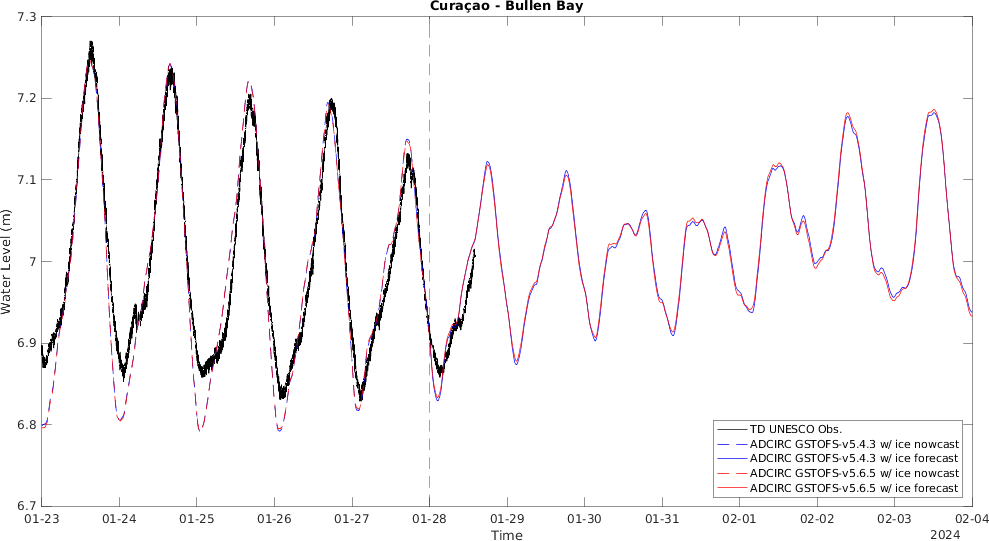 Curaçao - Bullen Bay
7.3
7.2
7.1
7
6.9
6.8
6.7
Water Level (m)
01-23 01-24 01-25 01-26 01-27 01-28 01-29 01-30 01-31 02-01 02-02 02-03 02-04
Time
2024
TD UNESCO Obs.
ADCIRC GSTOFS-v5.4.3 w/ ice nowcast
ADCIRC GSTOFS-v5.4.3 w/ ice forecast
ADCIRC GSTOFS-v5.6.5 w/ ice nowcast
ADCIRC GSTOFS-v5.6.5 w/ ice forecast